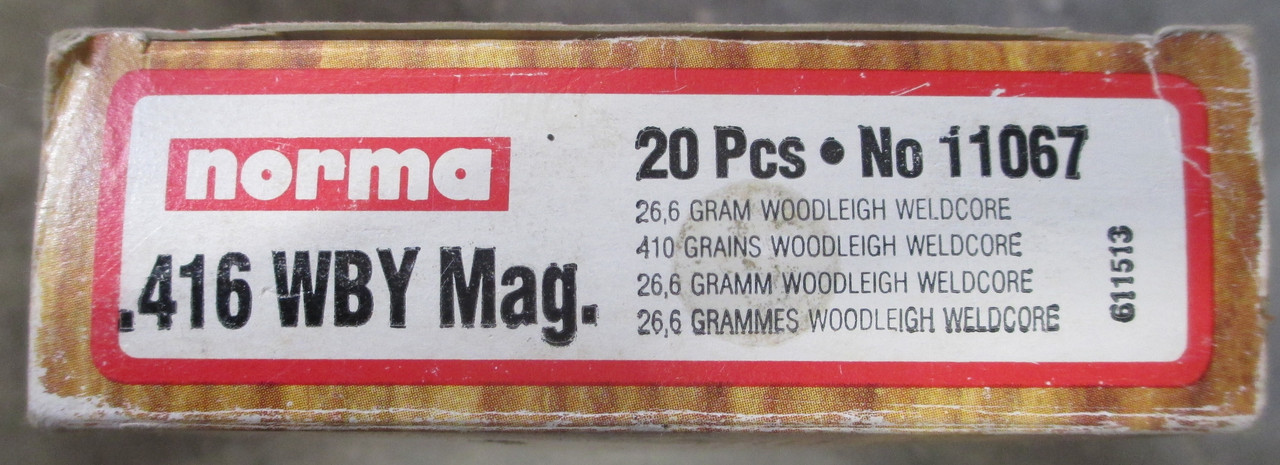 norma
.416 WBY Mag.
20 Pcs • No 11067
26,6 GRAM WOODLEIGH WELDCORE
410 GRAINS WOODLEIGH WELDCORE
26,6 GRAMM WOODLEIGH WELDCORE
26,6 GRAMMES WOODLEIGH WELDCORE
611513